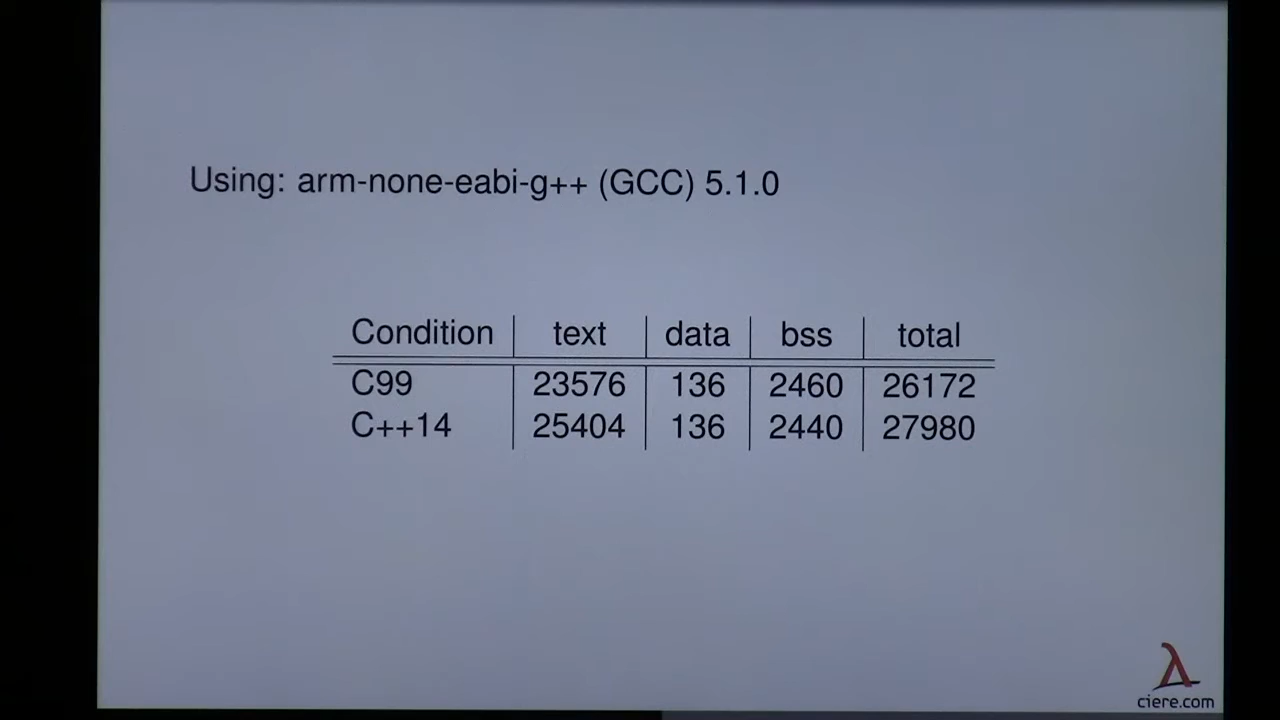 Using: arm-none-eabi-g++ (GCC) 5.1.0
Condition text data bss total
C99 23576 136 2460 26172
C++14 25404 136 2440 27980
ciere.com